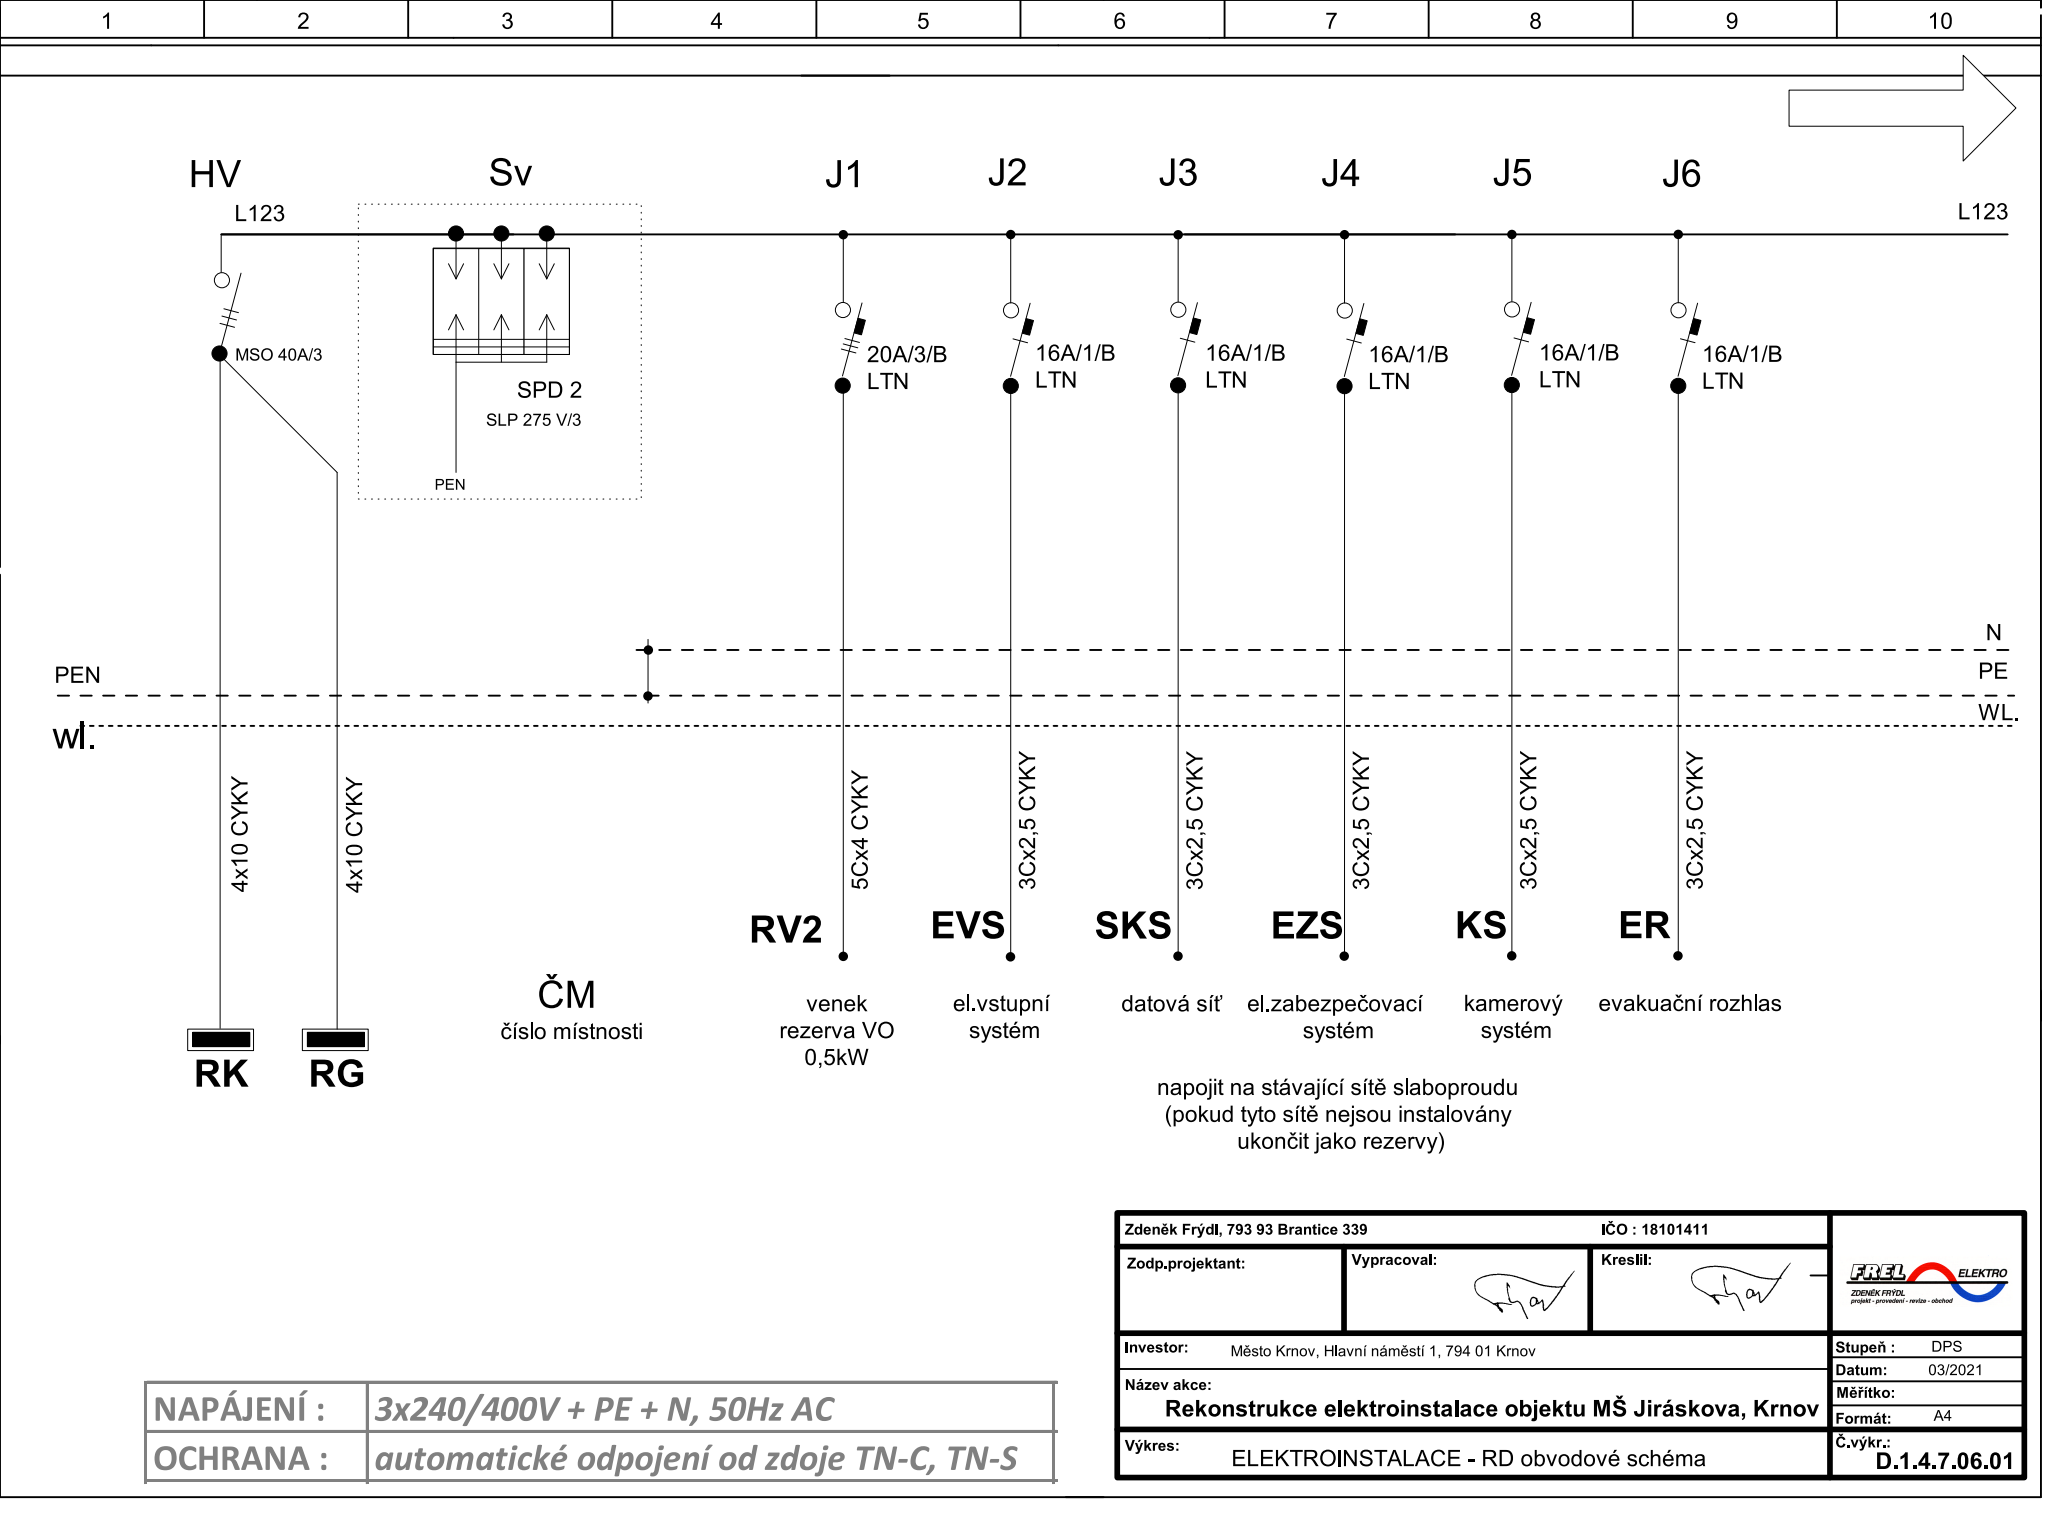 1 2 3 4 5 6 7 8 9 10
HV Sv J1 J2 J3 J4 J5 J6
L123 L123
MSO 40A/3
SPD 2
SLP 275 V/3
PEN
20A/3/B
LTN
16A/1/B
LTN
16A/1/B
LTN
16A/1/B
LTN
16A/1/B
LTN
16A/1/B
LTN
N
PEN PE
wl. WL.
4x10 CYKY
4x10 CYKY
5Cx4 CYKY
3Cx2,5 CYKY
3Cx2,5 CYKY
3Cx2,5 CYKY
3Cx2,5 CYKY
3Cx2,5 CYKY
RV2 EVS SKS EZS KS ER
RK RG
ČM
číslo místnosti
venek
rezerva VO
0,5kW
el.vstupní
systém
datová síť
el.zabezpečovací
systém
kamerový
systém
evakuační rozhlas
napojit na stávající sítě slaboproudu
(pokud tyto sítě nejsou instalovány
ukončit jako rezervy)
NAPÁJENÍ : 3x240/400V + PE + N, 50Hz AC
OCHRANA : automatické odpojení od zdoje TN-C, TN-S
Zdeněk Frýdl, 793 93 Brantice 339 IČO : 18101411
Zodp.projektant: Vypracoval: Kreslil:
FREL ELEKTRO
ZDENĚK FRÝDL
projekt - provedení - revize - obchod
Investor: Město Krnov, Hlavní náměstí 1, 794 01 Krnov
Název akce:
Rekonstrukce elektroinstalace objektu MŠ Jiráskova, Krnov
Výkres: ELEKTROINSTALACE - RD obvodové schéma
Stupeň : DPS
Datum: 03/2021
Měřítko:
Formát: A4
Č.výkr.:
D.1.4.7.06.01